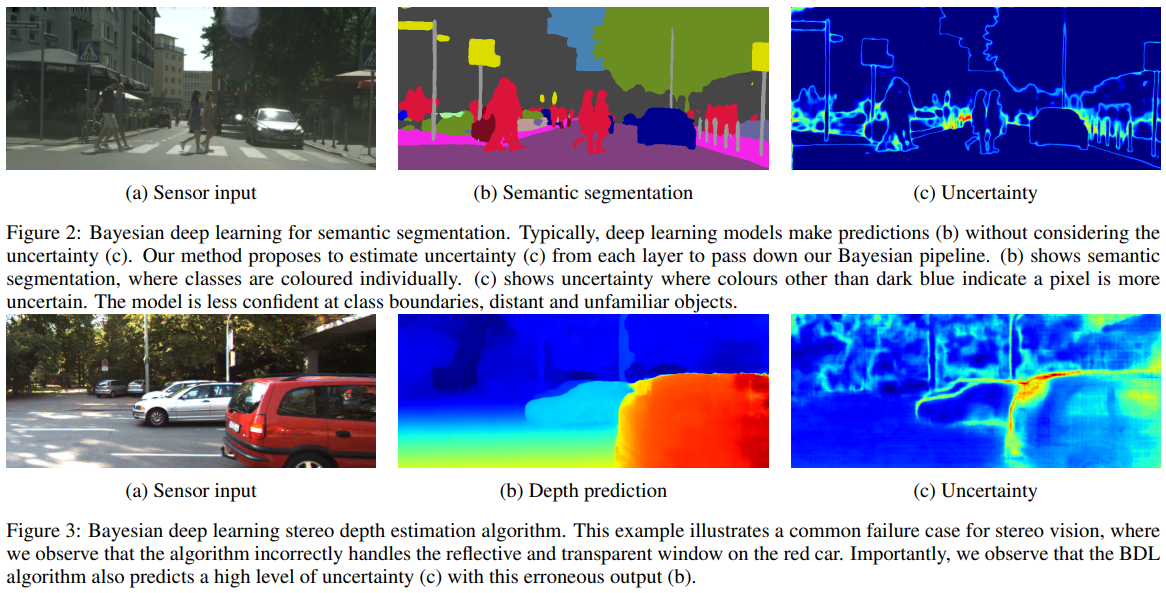 (a) Sensor input
(b) Semantic segmentation
(c) Uncertainty
Figure 2: Bayesian deep learning for semantic segmentation. Typically, deep learning models make predictions (b) without considering the
uncertainty (c). Our method proposes to estimate uncertainty (c) from each layer to pass down our Bayesian pipeline. (b) shows semantic
segmentation, where classes are coloured individually. (c) shows uncertainty where colours other than dark blue indicate a pixel is more
uncertain. The model is less confident at class boundaries, distant and unfamiliar objects.
(a) Sensor input
(b) Depth prediction
(c) Uncertainty
Figure 3: Bayesian deep learning stereo depth estimation algorithm. This example illustrates a common failure case for stereo vision, where
we observe that the algorithm incorrectly handles the reflective and transparent window on the red car. Importantly, we observe that the BDL
algorithm also predicts a high level of uncertainty (c) with this erroneous output (b).